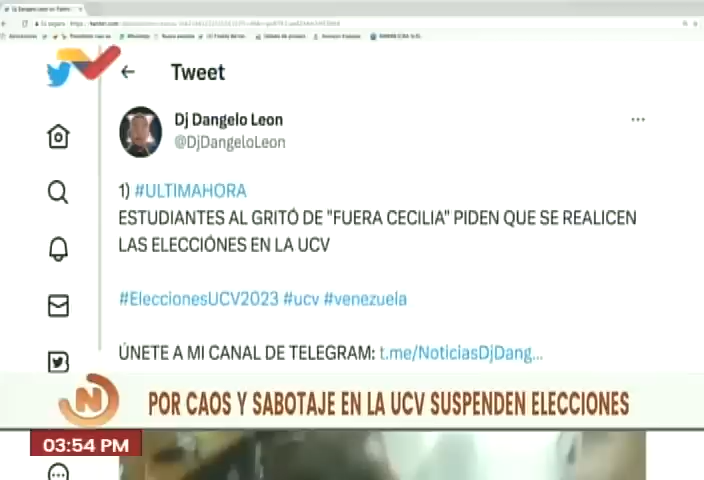 Tweet
Dj Dangelo Leon
@DjDangeloLeon
1) #ULTIMAHORA
ESTUDIANTES AL GRITÓ DE "FUERA CECILIA" PIDEN QUE SE REALICEN
LAS ELECCIÓNES EN LA UCV
#EleccionesUCV2023 #ucv #venezuela
ÚNETE A MI CANAL DE TELEGRAM: t.me/NoticiasDjDang...
N
POR CAOS Y SABOTAJE EN LA UCV SUSPENDEN ELECCIONES
03:54 PM